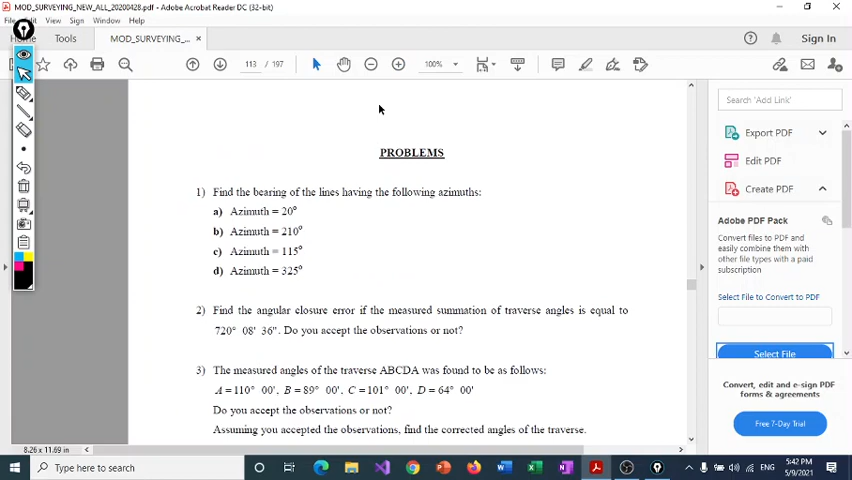 MOD_SURVEYING_NEW_ALL_20200428.pdf - Adobe Acrobat Reader DC (32-bit)
File Edit View Sign Window Help
Home Tools MOD_SURVEYING_... × Sign In
113 / 197 100%
PROBLEMS
1) Find the bearing of the lines having the following azimuths:
a) Azimuth = 20°
b) Azimuth = 210°
c) Azimuth = 115°
d) Azimuth = 325°
2) Find the angular closure error if the measured summation of traverse angles is equal to
720° 08' 36". Do you accept the observations or not?
3) The measured angles of the traverse ABCDA was found to be as follows:
A = 110° 00', B = 89° 00', C = 101° 00', D = 64° 00'
Do you accept the observations or not?
Assuming you accepted the observations, find the corrected angles of the traverse.
8.26 x 11.69 in
Search 'Add Link'
Export PDF
Edit PDF
Create PDF
Adobe PDF Pack
Convert files to PDF and
easily combine them with
other file types with a paid
subscription
Select File to Convert to PDF
Select File
Convert, edit and e-sign PDF
forms & agreements
Free 7-Day Trial
Type here to search
ENG
5:42 PM
5/9/2021